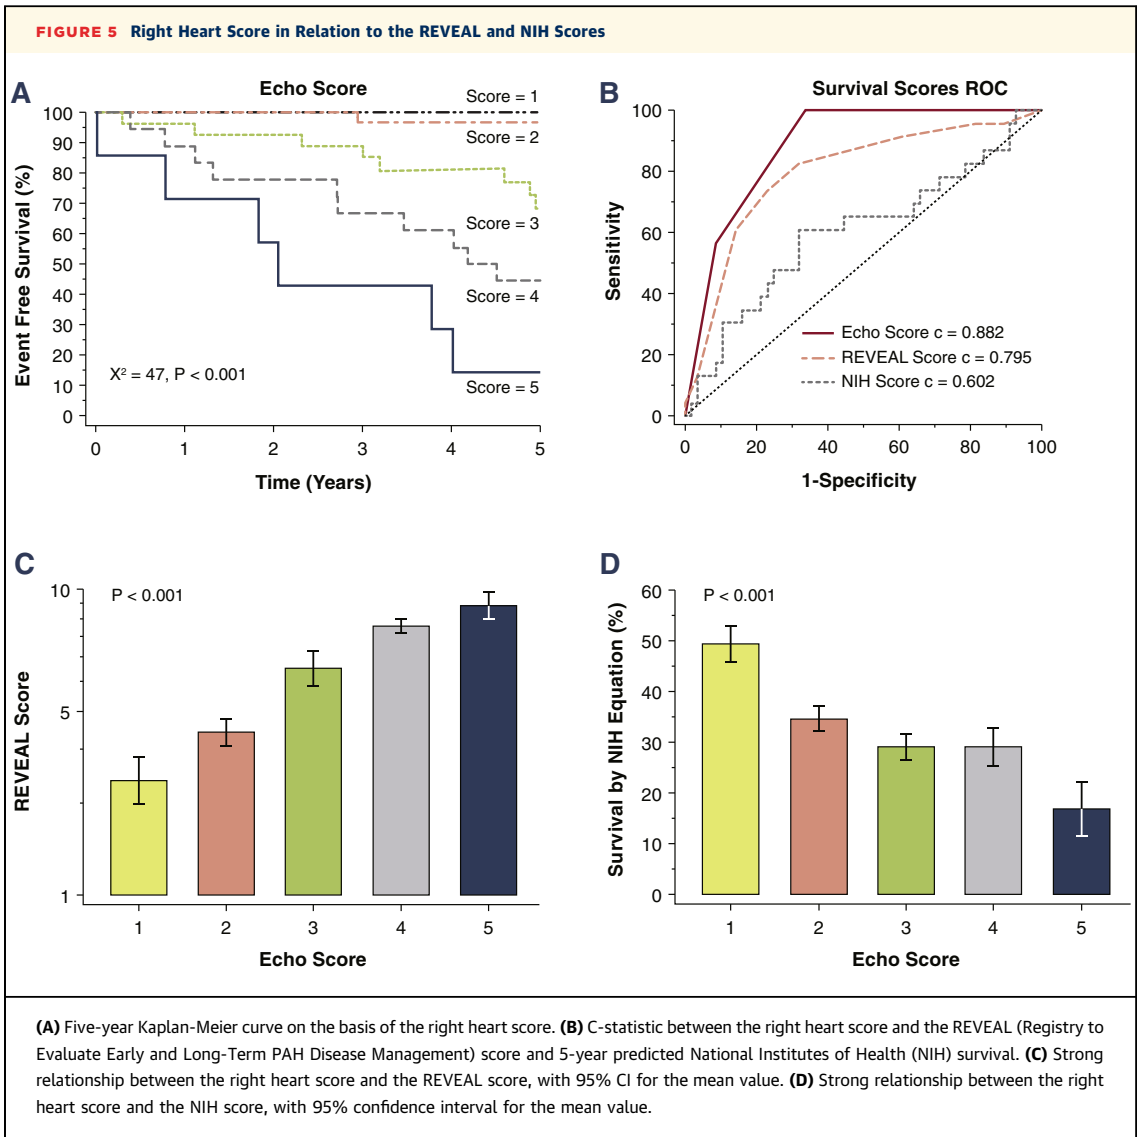 FIGURE 5 Right Heart Score in Relation to the REVEAL and NIH Scores
A
Echo Score
Event Free Survival (%)
100
90
80
70
60
50
40
30
20
10
0
Score = 1
Score = 2
Score = 3
Score = 4
Score = 5
X² = 47, P < 0.001
0 1 2 3 4 5
Time (Years)
B
Survival Scores ROC
Sensitivity
100
80
60
40
20
0
Echo Score c = 0.882
REVEAL Score c = 0.795
NIH Score c = 0.602
0 20 40 60 80 100
1-Specificity
C
P < 0.001
REVEAL Score
10
5
1
1 2 3 4 5
Echo Score
D
P < 0.001
Survival by NIH Equation (%)
60
50
40
30
20
10
0
1 2 3 4 5
Echo Score
(A) Five-year Kaplan-Meier curve on the basis of the right heart score. (B) C-statistic between the right heart score and the REVEAL (Registry to
Evaluate Early and Long-Term PAH Disease Management) score and 5-year predicted National Institutes of Health (NIH) survival. (C) Strong
relationship between the right heart score and the REVEAL score, with 95% CI for the mean value. (D) Strong relationship between the right
heart score and the NIH score, with 95% confidence interval for the mean value.